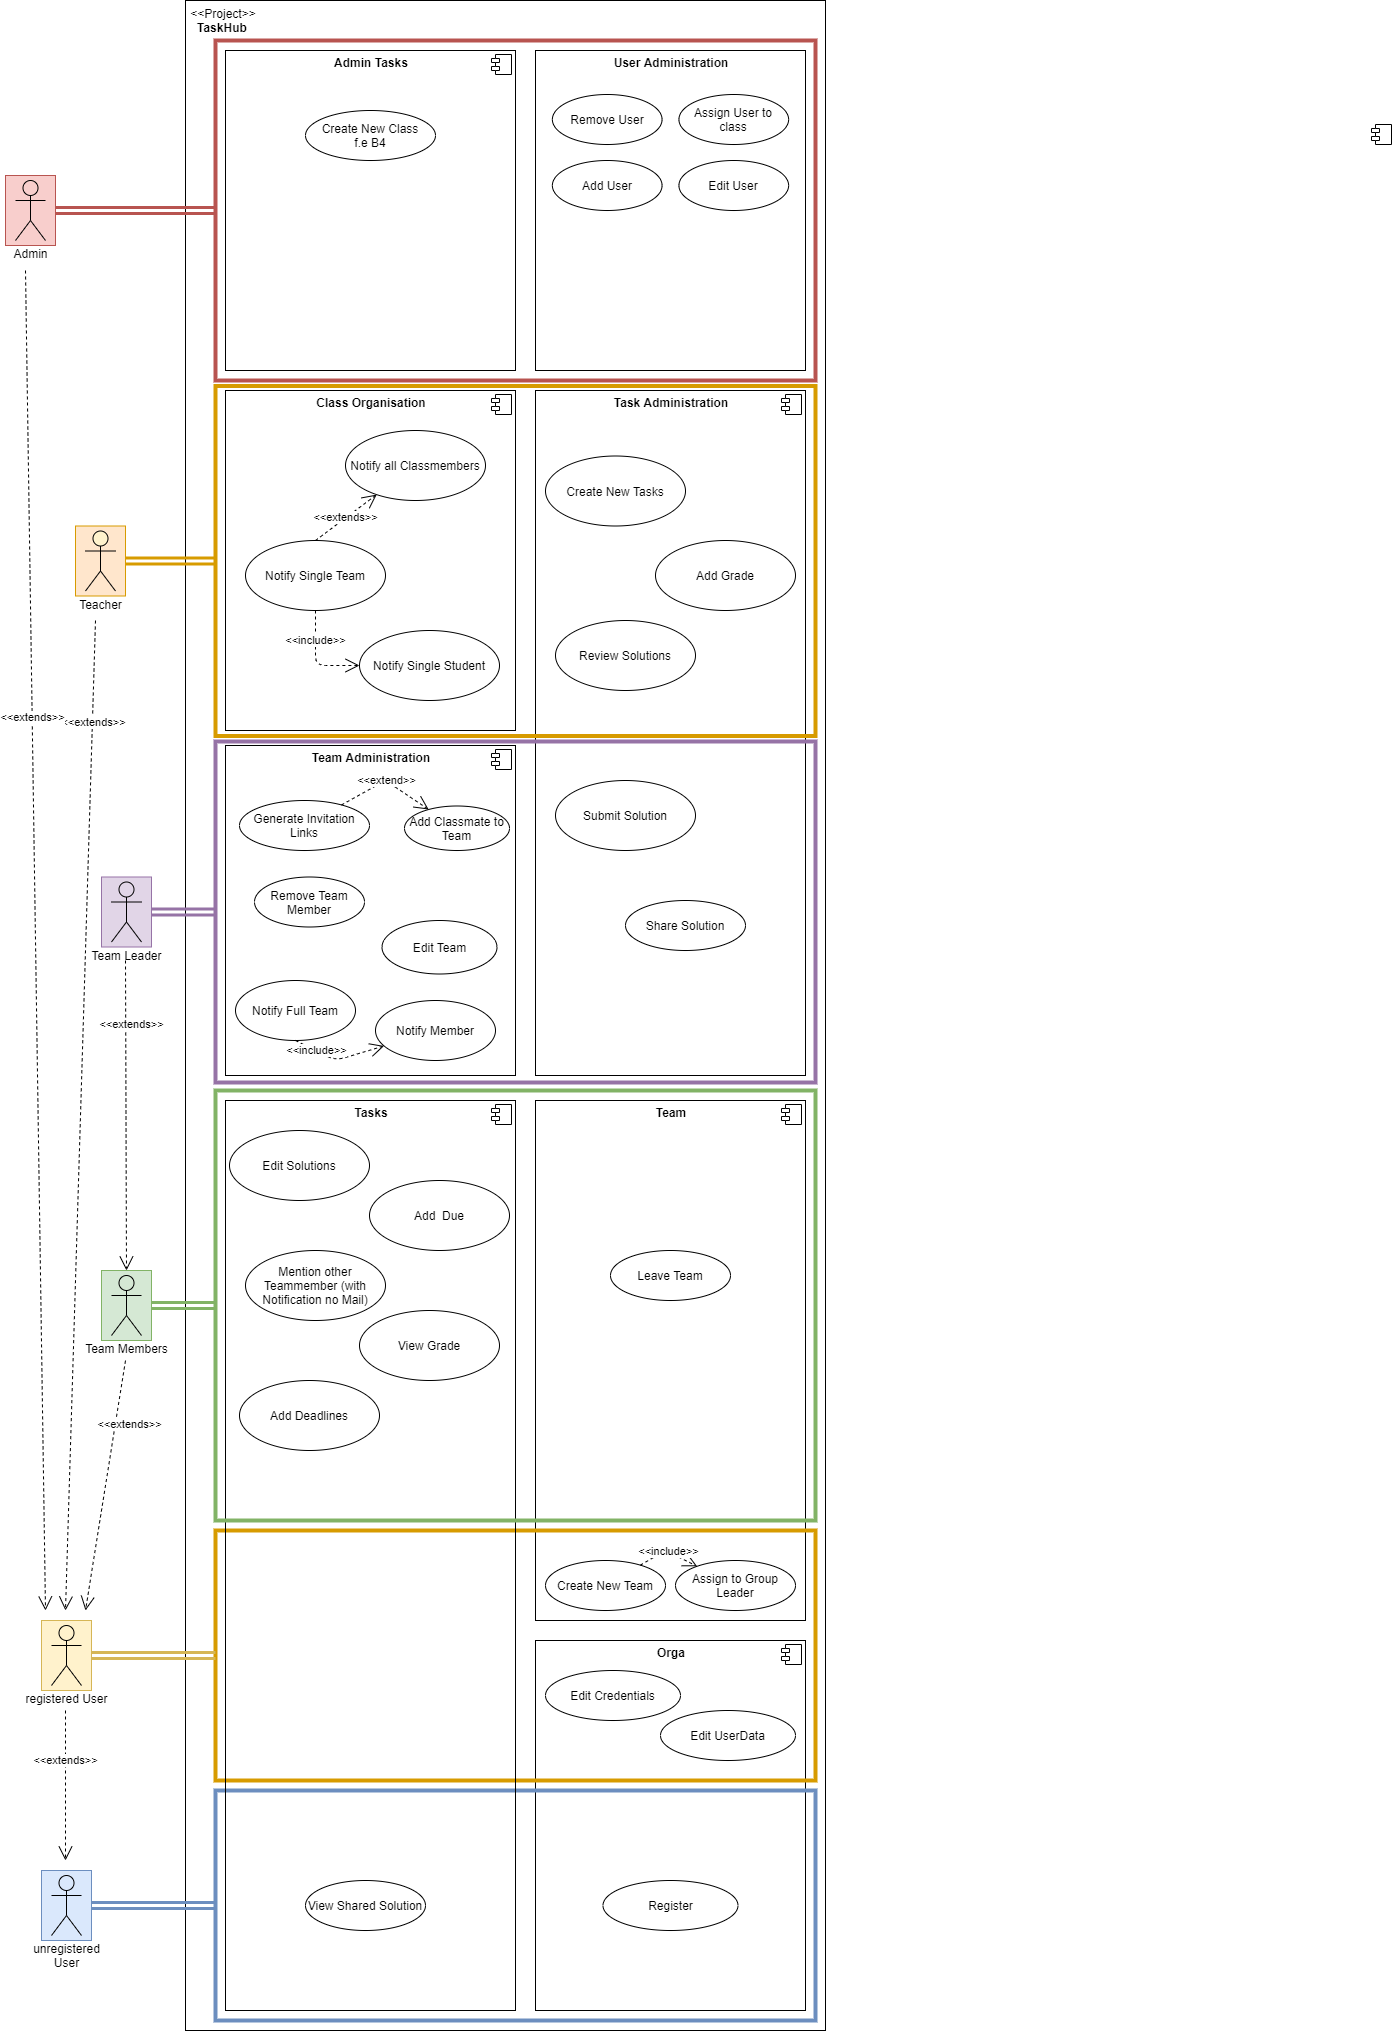 <<Project>>
TaskHub
Admin Tasks
User Administration
Create New Class
f.e B4
Remove User
Assign User to
class
Add User
Edit User
Admin
Class Organisation
Task Administration
Notify all Classmembers
Create New Tasks
<<extends>>
Notify Single Team
Add Grade
Teacher
<<include>>
Notify Single Student
Review Solutions
<<extends>>
<<extends>>
Team Administration
<<extend>>
Generate Invitation
Links
Add Classmate to
Team
Submit Solution
Remove Team
Member
Edit Team
Share Solution
Team Leader
Notify Full Team
Notify Member
<<include>>
<<extends>>
Tasks
Team
Edit Solutions
Add  Due
Mention other
Teammember (with
Notification no Mail)
Leave Team
View Grade
Team Members
Add Deadlines
<<extends>>
<<include>>
Create New Team
Assign to Group
Leader
Orga
Edit Credentials
Edit UserData
registered User
<<extends>>
View Shared Solution
Register
unregistered
User